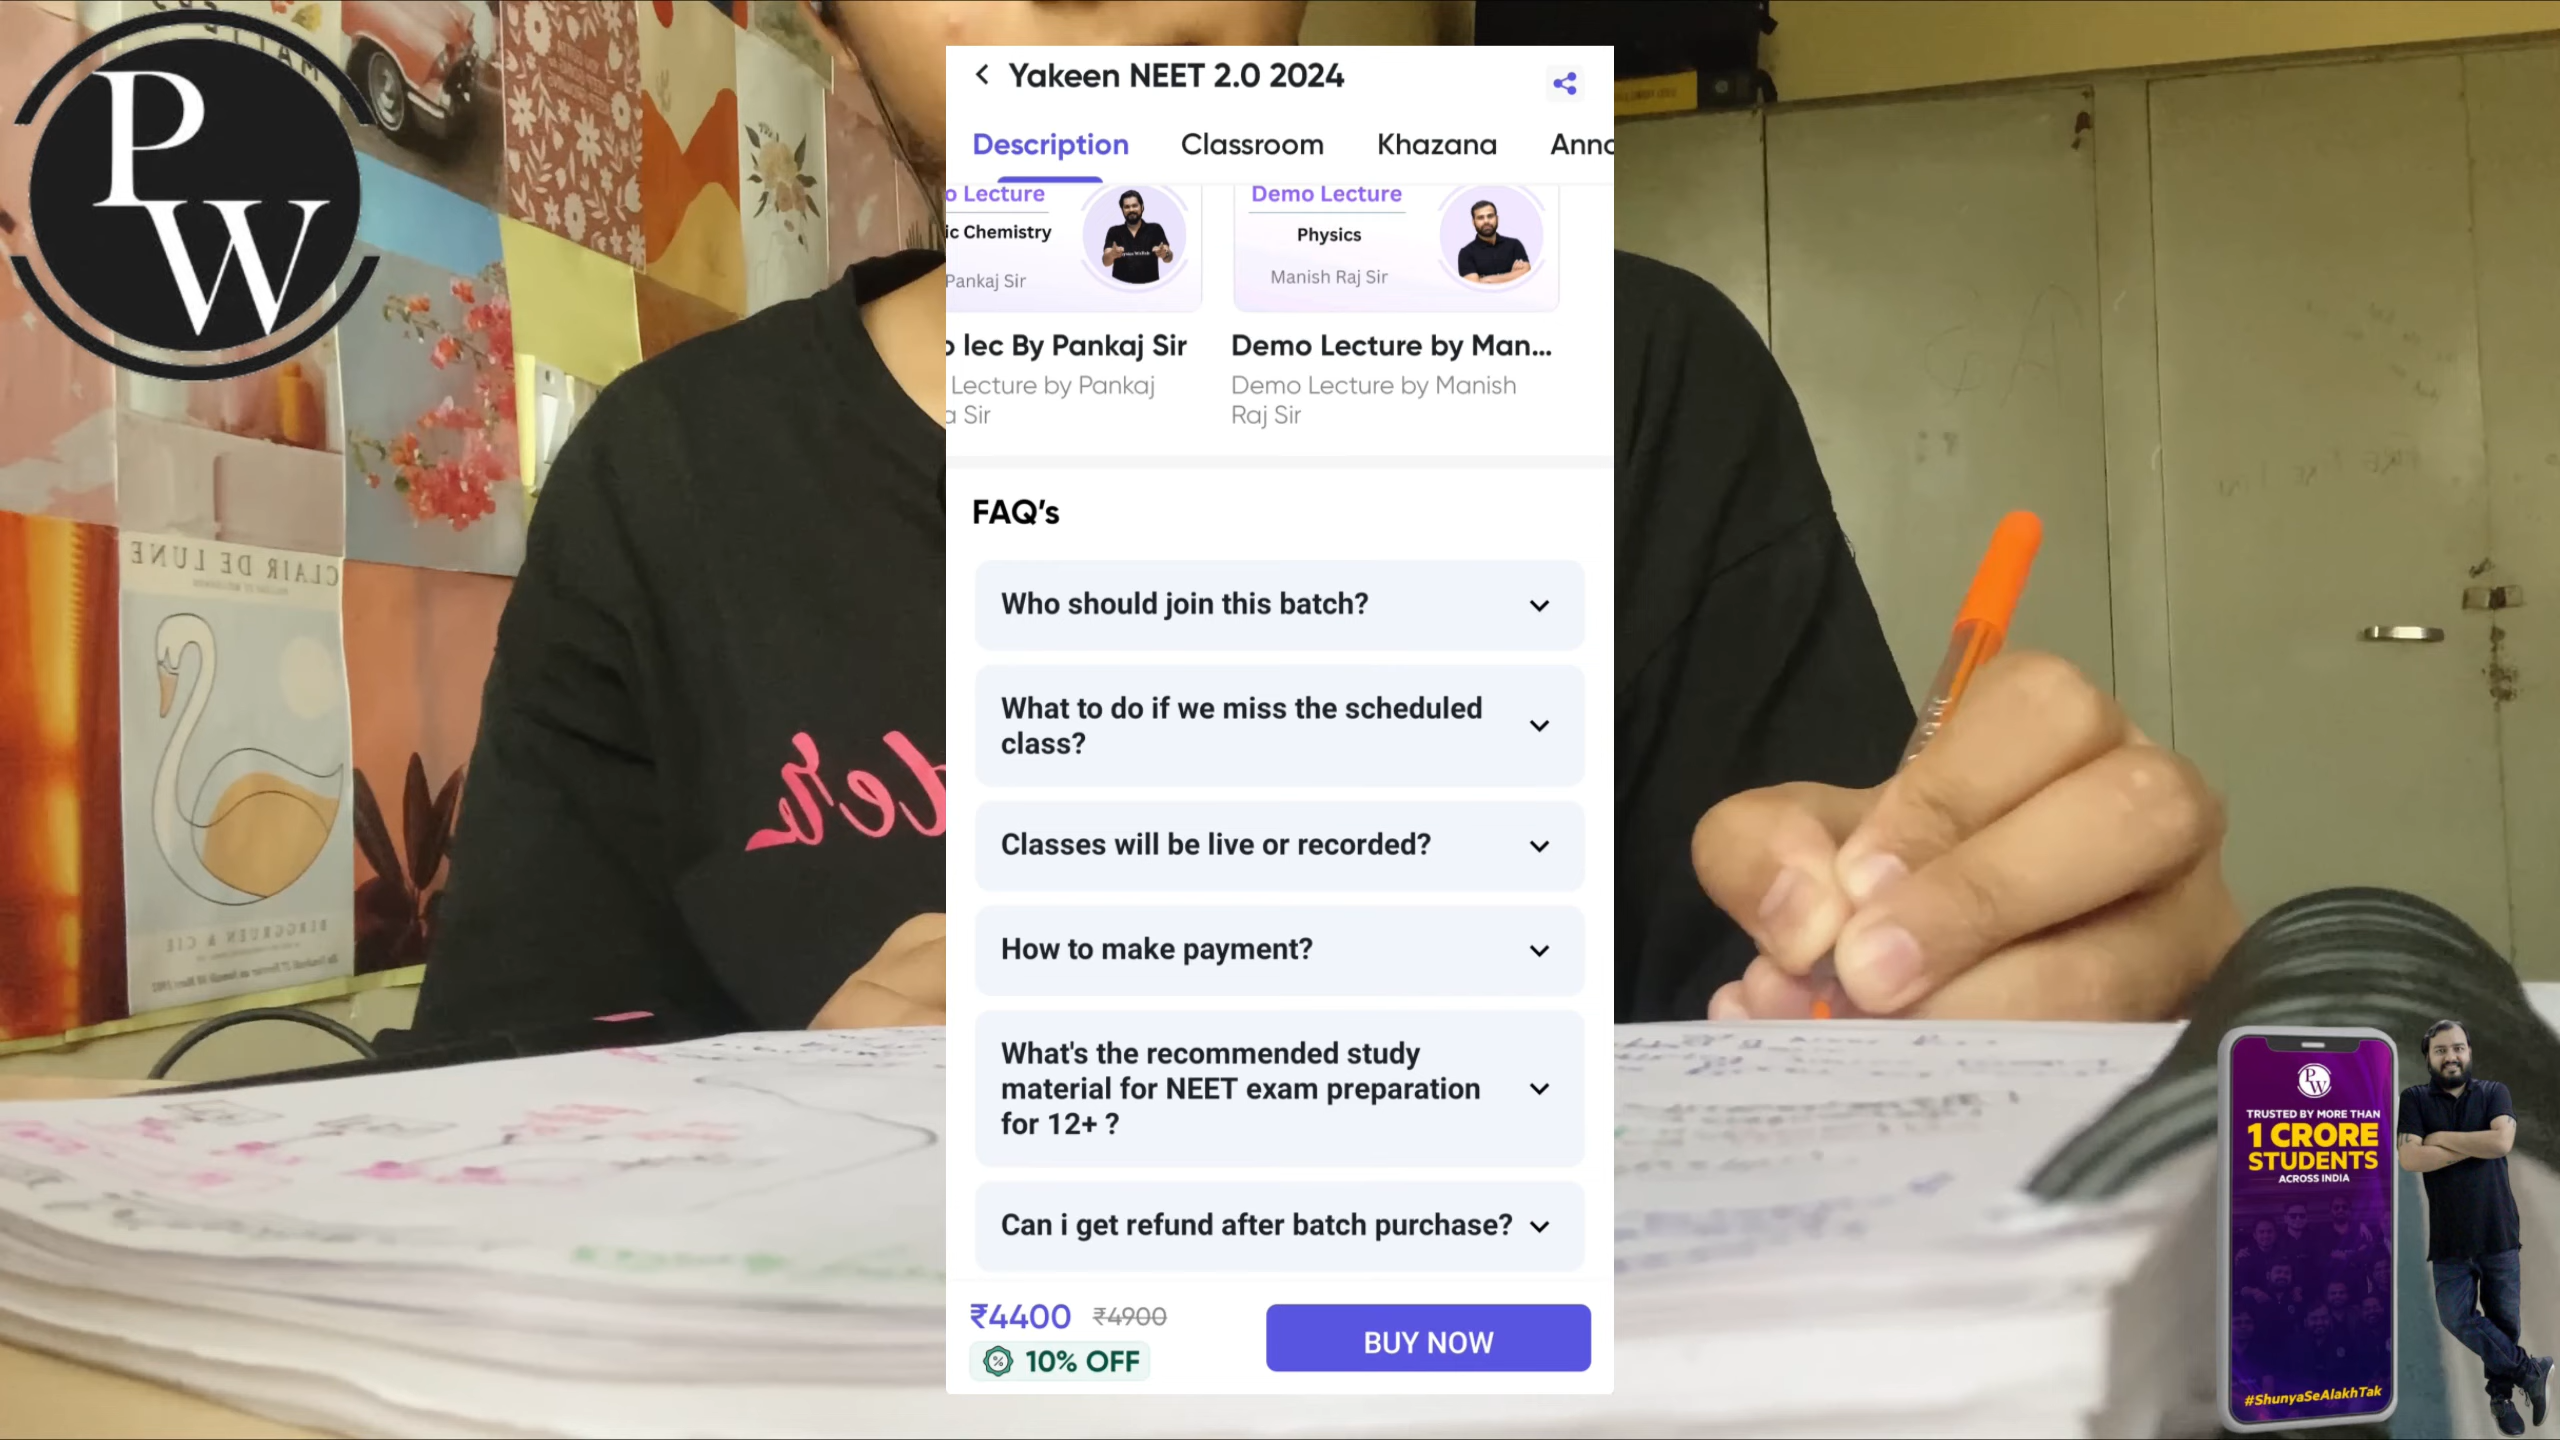 PW
Yakeen NEET 2.0 2024
Description Classroom Khazana Anno
o Lecture
ic Chemistry
Pankaj Sir
Demo Lecture
Physics
Manish Raj Sir
o lec By Pankaj Sir
Lecture by Pankaj
a Sir
Demo Lecture by Man...
Demo Lecture by Manish
Raj Sir
FAQ's
Who should join this batch?
What to do if we miss the scheduled
class?
Classes will be live or recorded?
How to make payment?
What's the recommended study
material for NEET exam preparation
for 12+ ?
Can i get refund after batch purchase?
₹4400 ₹4900
10% OFF
BUY NOW
CLAIR DE LUNE
BERGGRUEN & CIE
PW
TRUSTED BY MORE THAN
1 CRORE
STUDENTS
ACROSS INDIA
#ShunyaSeAlakhTak